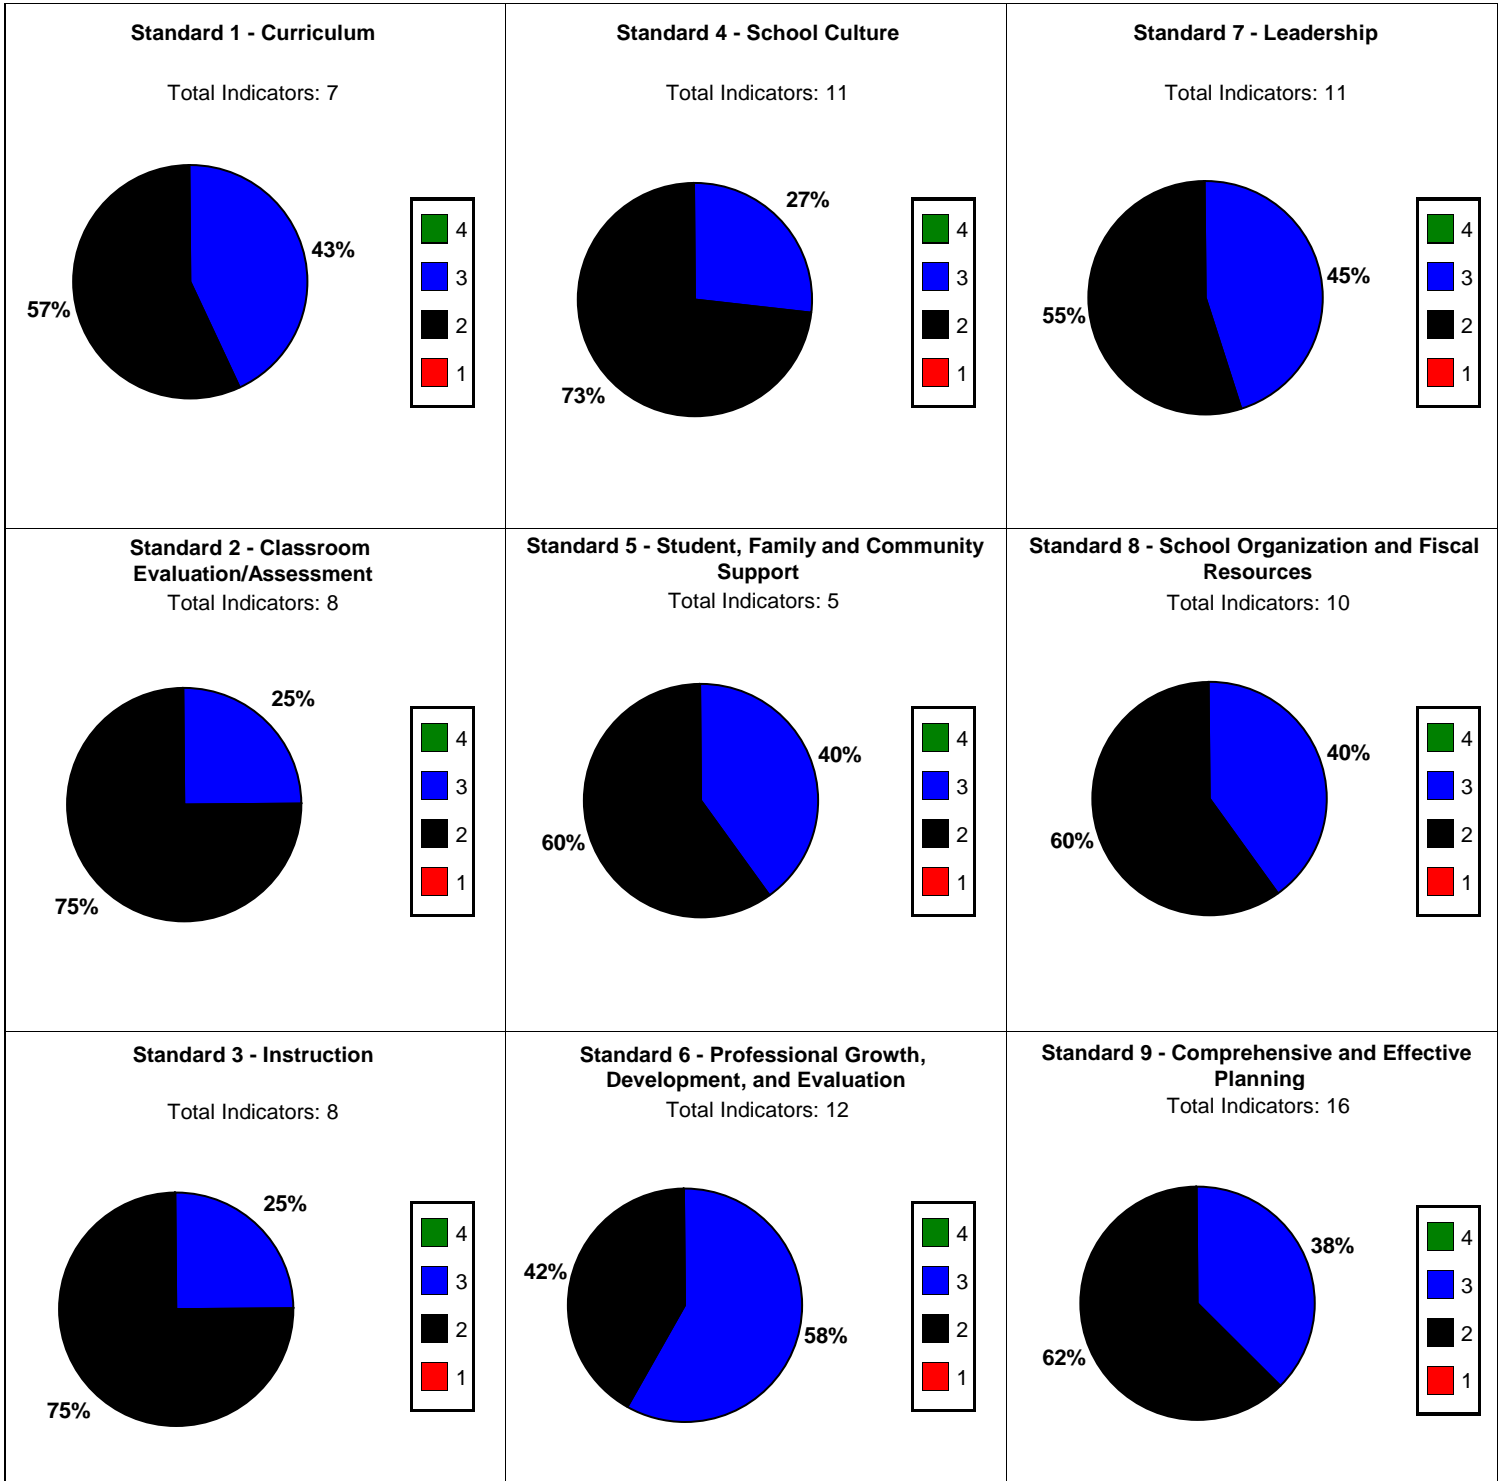 Standard 1 - Curriculum
Total Indicators: 7
43%
57%
4
3
2
1
Standard 4 - School Culture
Total Indicators: 11
27%
73%
4
3
2
1
Standard 7 - Leadership
Total Indicators: 11
45%
55%
4
3
2
1
Standard 2 - Classroom
Evaluation/Assessment
Total Indicators: 8
25%
75%
4
3
2
1
Standard 5 - Student, Family and Community
Support
Total Indicators: 5
40%
60%
4
3
2
1
Standard 8 - School Organization and Fiscal
Resources
Total Indicators: 10
40%
60%
4
3
2
1
Standard 3 - Instruction
Total Indicators: 8
25%
75%
4
3
2
1
Standard 6 - Professional Growth,
Development, and Evaluation
Total Indicators: 12
42%
58%
4
3
2
1
Standard 9 - Comprehensive and Effective
Planning
Total Indicators: 16
38%
62%
4
3
2
1